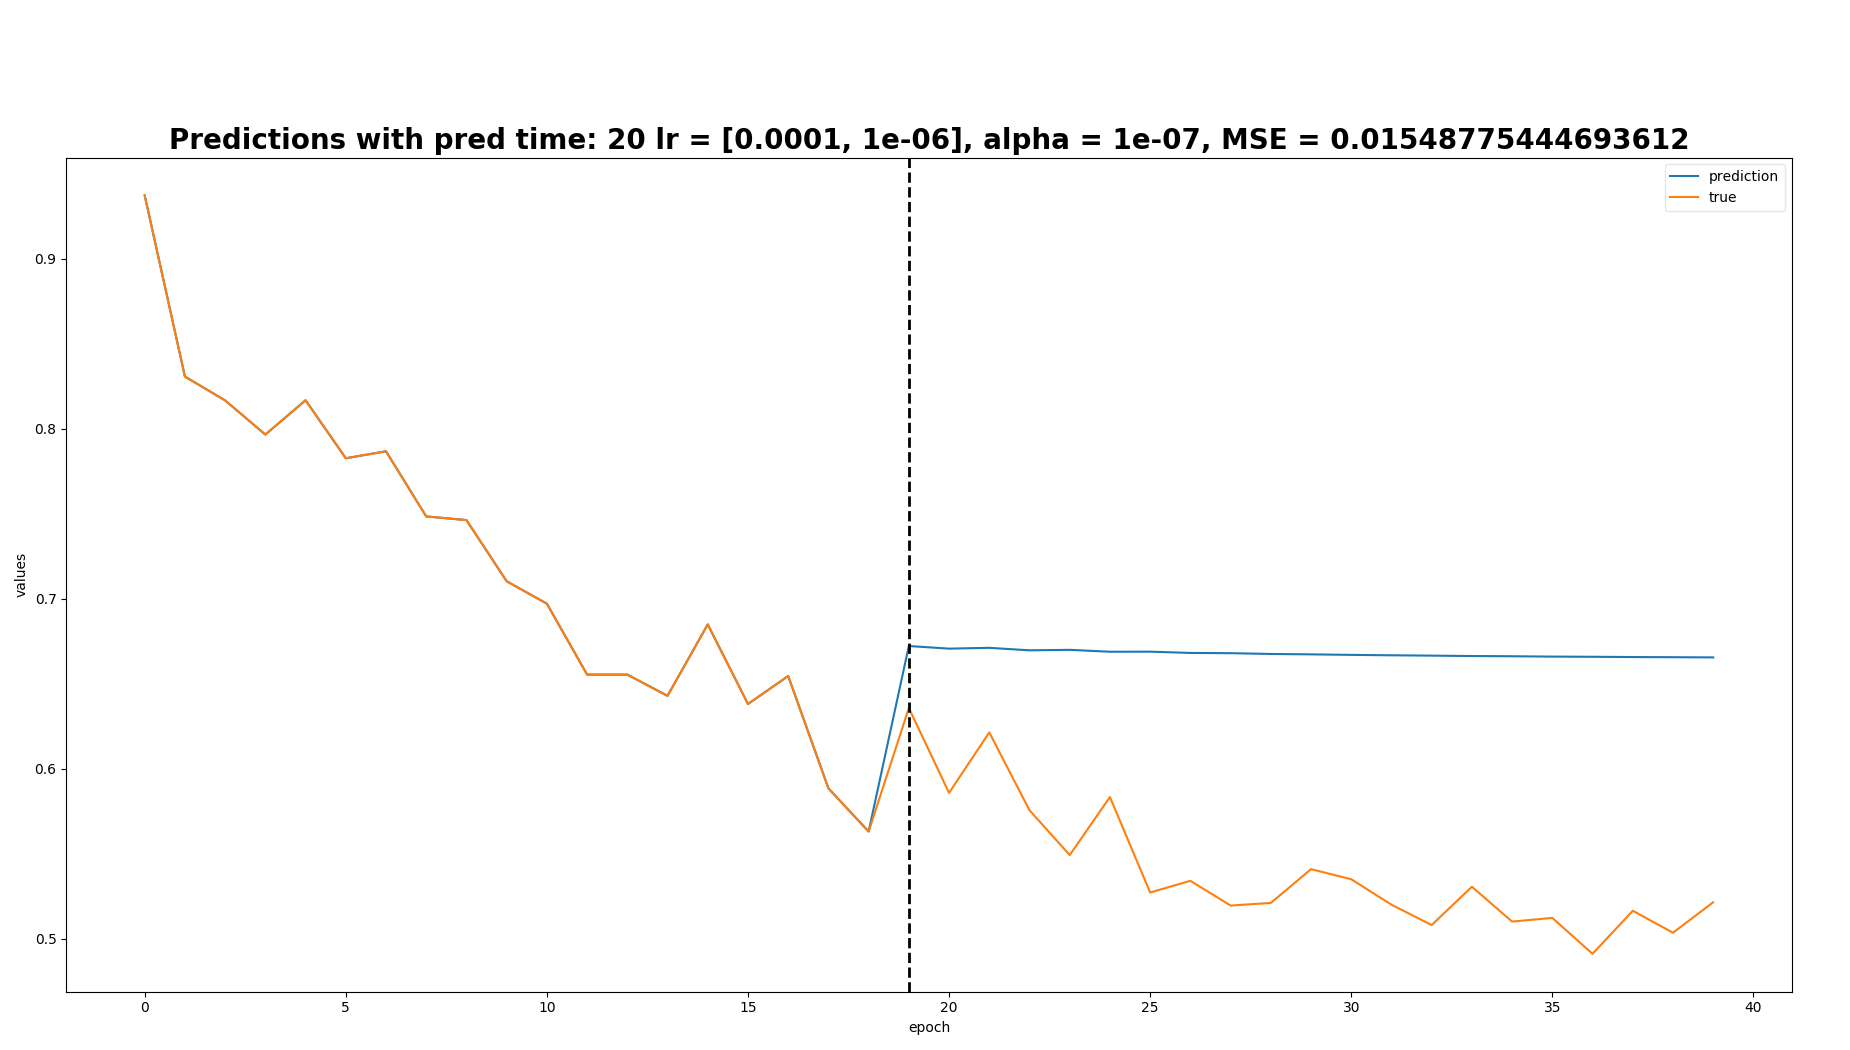 Predictions with pred time: 20 lr = [0.0001, 1e-06], alpha = 1e-07, MSE = 0.01548775444693612
prediction
true
0.9
0.8
0.7
0.6
0.5
values
0 5 10 15 20 25 30 35 40
epoch